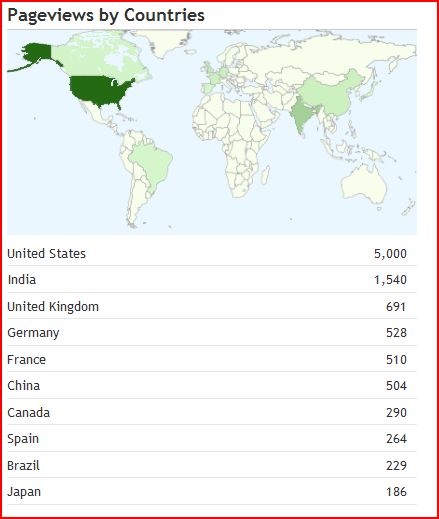 Pageviews by Countries
United States 5,000
India 1,540
United Kingdom 691
Germany 528
France 510
China 504
Canada 290
Spain 264
Brazil 229
Japan 186